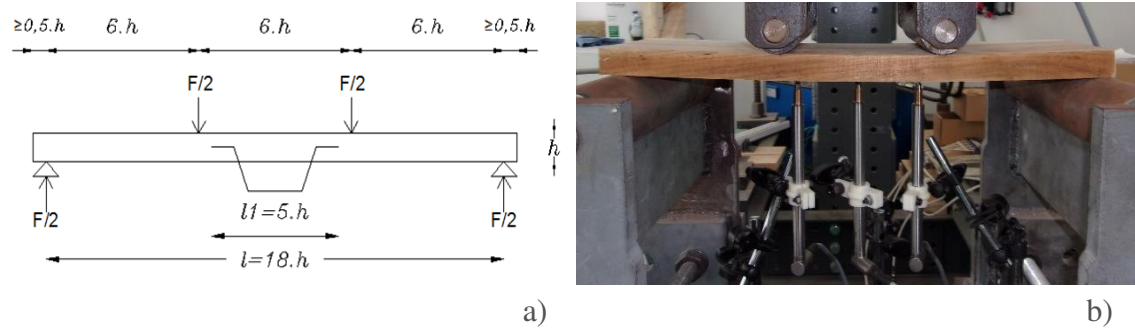 ≥0,5.h 6.h 6.h 6.h ≥0,5.h
F/2 F/2
h
F/2 F/2
l1=5.h
l=18.h
a) b)